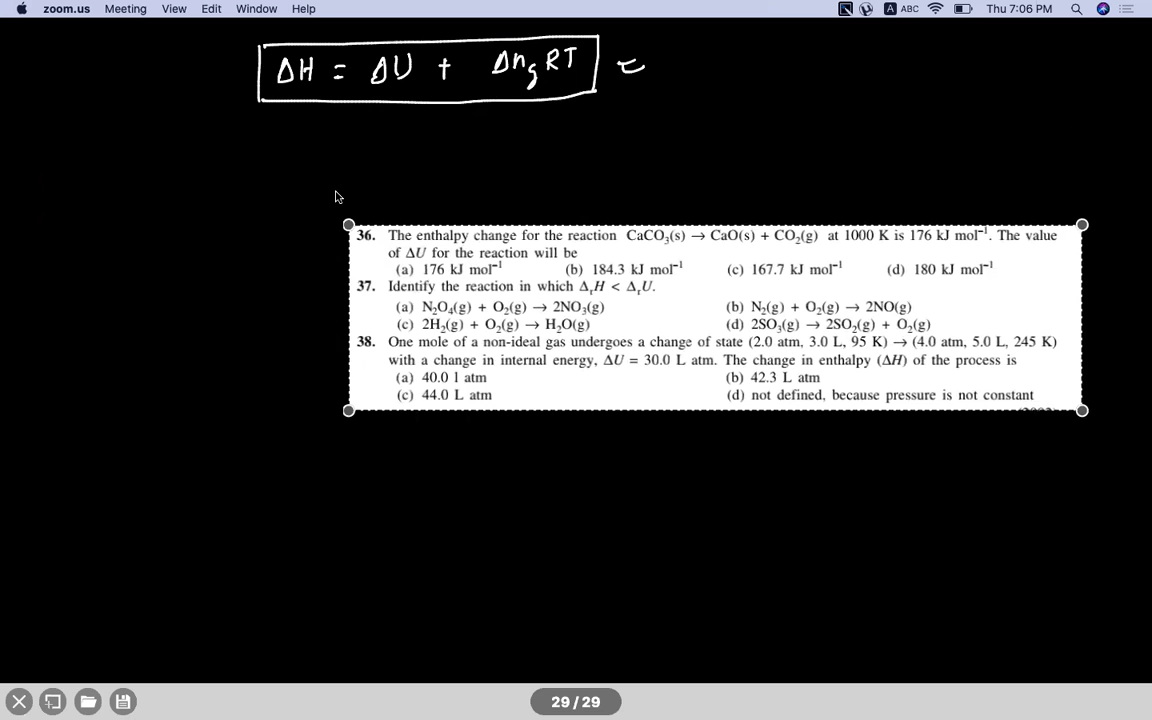 zoom.us Meeting View Edit Window Help A ABC Thu 7:06 PM
ΔH = ΔU + Δn_gRT
36. The enthalpy change for the reaction CaCO₃(s) → CaO(s) + CO₂(g) at 1000 K is 176 kJ mol⁻¹. The value
of ΔU for the reaction will be
(a) 176 kJ mol⁻¹ (b) 184.3 kJ mol⁻¹ (c) 167.7 kJ mol⁻¹ (d) 180 kJ mol⁻¹
37. Identify the reaction in which ΔᵣH < ΔᵣU.
(a) N₂O₄(g) + O₂(g) → 2NO₃(g) (b) N₂(g) + O₂(g) → 2NO(g)
(c) 2H₂(g) + O₂(g) → H₂O(g) (d) 2SO₃(g) → 2SO₂(g) + O₂(g)
38. One mole of a non-ideal gas undergoes a change of state (2.0 atm, 3.0 L, 95 K) → (4.0 atm, 5.0 L, 245 K)
with a change in internal energy, ΔU = 30.0 L atm. The change in enthalpy (ΔH) of the process is
(a) 40.0 l atm (b) 42.3 L atm
(c) 44.0 L atm (d) not defined, because pressure is not constant
29 / 29